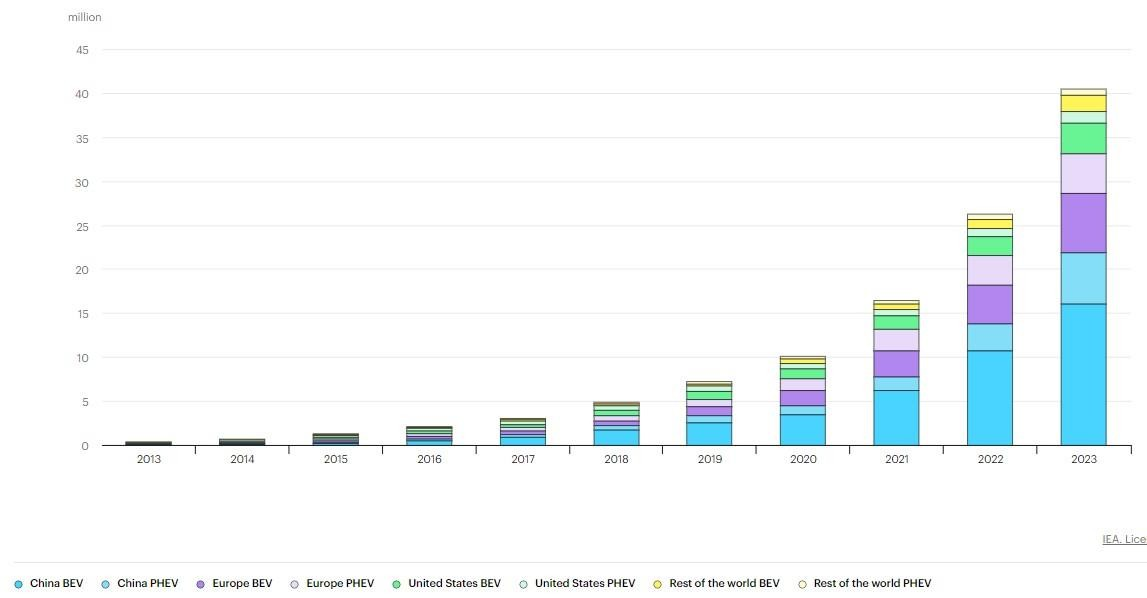 million
45
40
35
30
25
20
15
10
5
0
2013 2014 2015 2016 2017 2018 2019 2020 2021 2022 2023
IEA. Lice
China BEV China PHEV Europe BEV Europe PHEV United States BEV United States PHEV Rest of the world BEV Rest of the world PHEV